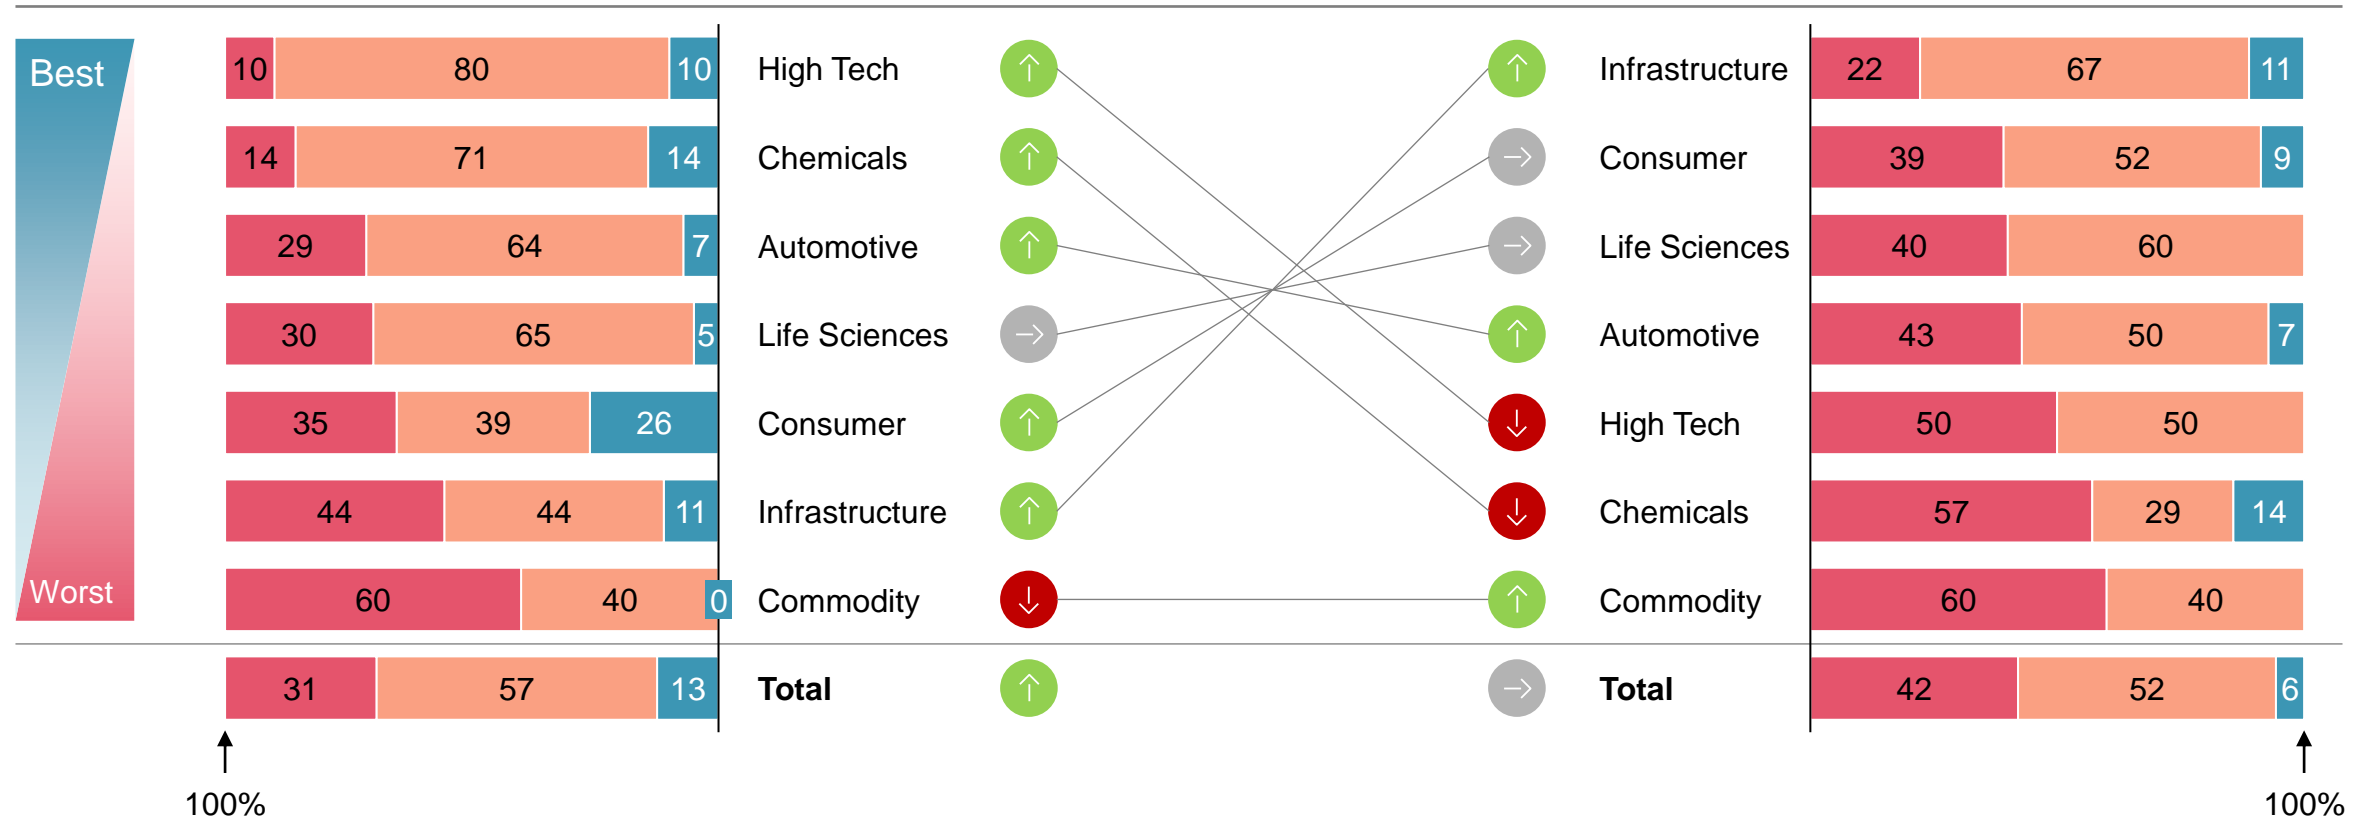 Best 10 80 10 High Tech Infrastructure 22 67 11
14 71 14 Chemicals Consumer 39 52 9
29 64 7 Automotive Life Sciences 40 60
30 65 5 Life Sciences Automotive 43 50 7
35 39 26 Consumer High Tech 50 50
44 44 11 Infrastructure Chemicals 57 29 14
Worst 60 40 0 Commodity Commodity 60 40
31 57 13 Total Total 42 52 6
100% 100%